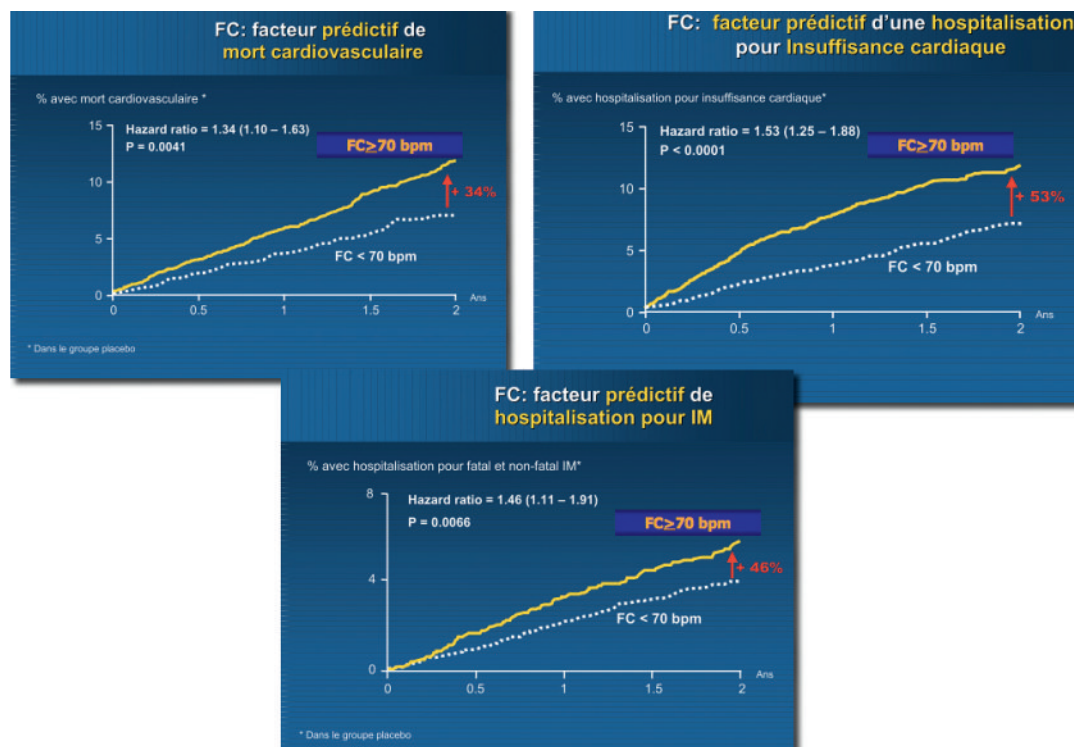 FC: facteur prédictif de
mort cardiovasculaire
% avec mort cardiovasculaire *
15
Hazard ratio = 1.34 (1.10 – 1.63)
P = 0.0041
FC≥70 bpm
10
+ 34%
5
FC < 70 bpm
0
Ans
0
0.5
1
1.5
2
* Dans le groupe placebo
FC: facteur prédictif d'une hospitalisation
pour Insuffisance cardiaque
% avec hospitalisation pour insuffisance cardiaque*
15
Hazard ratio = 1.53 (1.25 – 1.88)
P < 0.0001
FC≥70 bpm
10
+ 53%
5
FC < 70 bpm
0
Ans
0
0.5
1
1.5
2
FC: facteur prédictif de
hospitalisation pour IM
% avec hospitalisation pour fatal et non-fatal IM*
8
Hazard ratio = 1.46 (1.11 – 1.91)
P = 0.0066
FC≥70 bpm
4
+ 46%
FC < 70 bpm
0
Ans
0
0.5
1
1.5
2
* Dans le groupe placebo